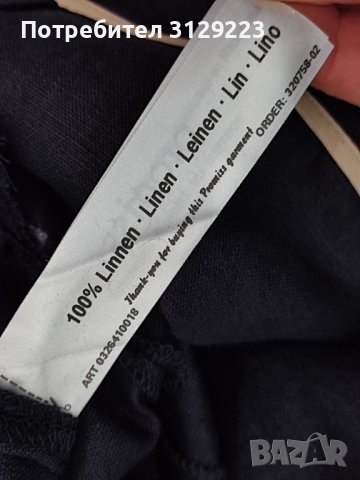 Потребител 3129223
100% Linnen · Linen · Leinen · Lin · Lino
Thank-you for buying this Promiss garment
ART 0326410018
ORDER: 320758-02
BAZAR